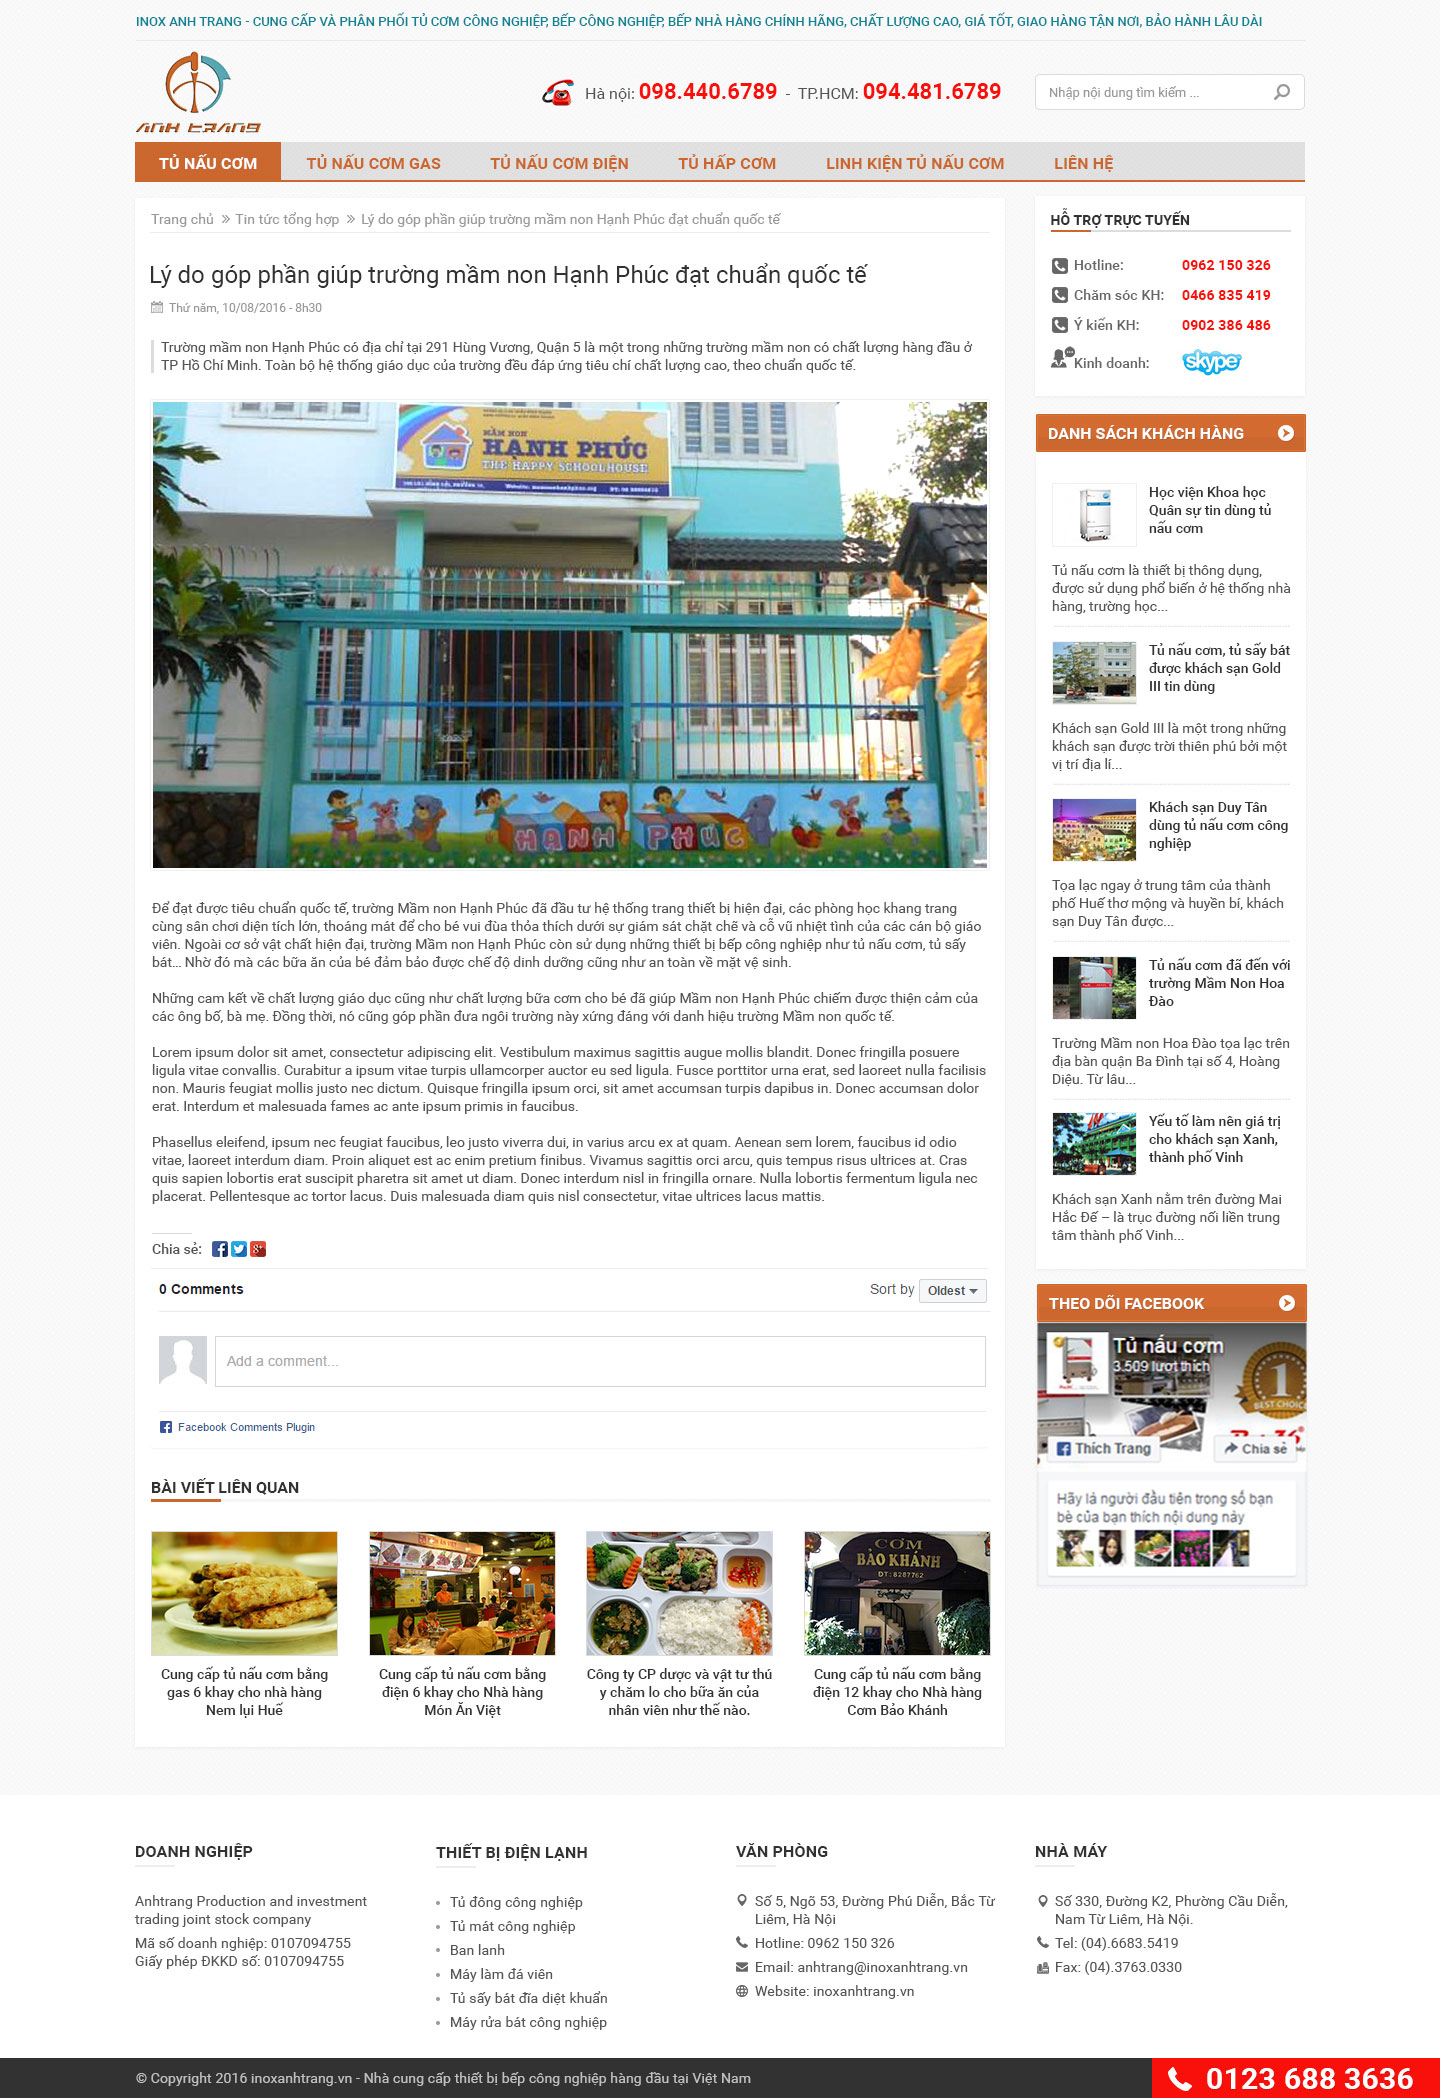 INOX ANH TRANG - CUNG CẤP VÀ PHÂN PHỐI TỦ CƠM CÔNG NGHIỆP, BẾP CÔNG NGHIỆP, BẾP NHÀ HÀNG CHÍNH HÃNG, CHẤT LƯỢNG CAO, GIÁ TỐT, GIAO HÀNG TẬN NƠI, BẢO HÀNH LÂU DÀI
ANH TRANG
Hà nội: 098.440.6789 - TP.HCM: 094.481.6789
Nhập nội dung tìm kiếm ...
TỦ NẤU CƠM
TỦ NẤU CƠM GAS
TỦ NẤU CƠM ĐIỆN
TỦ HẤP CƠM
LINH KIỆN TỦ NẤU CƠM
LIÊN HỆ
Trang chủ » Tin tức tổng hợp » Lý do góp phần giúp trường mầm non Hạnh Phúc đạt chuẩn quốc tế
Lý do góp phần giúp trường mầm non Hạnh Phúc đạt chuẩn quốc tế
Thứ năm, 10/08/2016 - 8h30
Trường mầm non Hạnh Phúc có địa chỉ tại 291 Hùng Vương, Quận 5 là một trong những trường mầm non có chất lượng hàng đầu ở
TP Hồ Chí Minh. Toàn bộ hệ thống giáo dục của trường đều đáp ứng tiêu chí chất lượng cao, theo chuẩn quốc tế.
MẦM NON
HẠNH PHÚC
THE HAPPY SCHOOLHOUSE
HẠNH PHÚC
Để đạt được tiêu chuẩn quốc tế, trường Mầm non Hạnh Phúc đã đầu tư hệ thống trang thiết bị hiện đại, các phòng học khang trang
cùng sân chơi diện tích lớn, thoáng mát để cho bé vui đùa thỏa thích dưới sự giám sát chặt chẽ và cổ vũ nhiệt tình của các cán bộ giáo
viên. Ngoài cơ sở vật chất hiện đại, trường Mầm non Hạnh Phúc còn sử dụng những thiết bị bếp công nghiệp như tủ nấu cơm, tủ sấy
bát… Nhờ đó mà các bữa ăn của bé đảm bảo được chế độ dinh dưỡng cũng như an toàn về mặt vệ sinh.
Những cam kết về chất lượng giáo dục cũng như chất lượng bữa cơm cho bé đã giúp Mầm non Hạnh Phúc chiếm được thiện cảm của
các ông bố, bà mẹ. Đồng thời, nó cũng góp phần đưa ngôi trường này xứng đáng với danh hiệu trường Mầm non quốc tế.
Lorem ipsum dolor sit amet, consectetur adipiscing elit. Vestibulum maximus sagittis augue mollis blandit. Donec fringilla posuere
ligula vitae convallis. Curabitur a ipsum vitae turpis ullamcorper auctor eu sed ligula. Fusce porttitor urna erat, sed laoreet nulla facilisis
non. Mauris feugiat mollis justo nec dictum. Quisque fringilla ipsum orci, sit amet accumsan turpis dapibus in. Donec accumsan dolor
erat. Interdum et malesuada fames ac ante ipsum primis in faucibus.
Phasellus eleifend, ipsum nec feugiat faucibus, leo justo viverra dui, in varius arcu ex at quam. Aenean sem lorem, faucibus id odio
vitae, laoreet interdum diam. Proin aliquet est ac enim pretium finibus. Vivamus sagittis orci arcu, quis tempus risus ultrices at. Cras
quis sapien lobortis erat suscipit pharetra sit amet ut diam. Donec interdum nisl in fringilla ornare. Nulla lobortis fermentum ligula nec
placerat. Pellentesque ac tortor lacus. Duis malesuada diam quis nisl consectetur, vitae ultrices lacus mattis.
Chia sẻ:
0 Comments
Sort by Oldest
Add a comment...
Facebook Comments Plugin
BÀI VIẾT LIÊN QUAN
CƠM
BẢO KHÁNH
ĐT: 8287762
Cung cấp tủ nấu cơm bằng
gas 6 khay cho nhà hàng
Nem lụi Huế
Cung cấp tủ nấu cơm bằng
điện 6 khay cho Nhà hàng
Món Ăn Việt
Công ty CP dược và vật tư thú
y chăm lo cho bữa ăn của
nhân viên như thế nào.
Cung cấp tủ nấu cơm bằng
điện 12 khay cho Nhà hàng
Cơm Bảo Khánh
HỖ TRỢ TRỰC TUYẾN
Hotline: 0962 150 326
Chăm sóc KH: 0466 835 419
Ý kiến KH: 0902 386 486
Kinh doanh: skype
DANH SÁCH KHÁCH HÀNG
Học viện Khoa học
Quân sự tin dùng tủ
nấu cơm
Tủ nấu cơm là thiết bị thông dụng,
được sử dụng phổ biến ở hệ thống nhà
hàng, trường học...
Tủ nấu cơm, tủ sấy bát
được khách sạn Gold
III tin dùng
Khách sạn Gold III là một trong những
khách sạn được trời thiên phú bởi một
vị trí địa lí...
Khách sạn Duy Tân
dùng tủ nấu cơm công
nghiệp
Tọa lạc ngay ở trung tâm của thành
phố Huế thơ mộng và huyền bí, khách
sạn Duy Tân được...
Tủ nấu cơm đã đến với
trường Mầm Non Hoa
Đào
Trường Mầm non Hoa Đào tọa lạc trên
địa bàn quận Ba Đình tại số 4, Hoàng
Diệu. Từ lâu...
Yếu tố làm nên giá trị
cho khách sạn Xanh,
thành phố Vinh
Khách sạn Xanh nằm trên đường Mai
Hắc Đế – là trục đường nối liền trung
tâm thành phố Vinh...
THEO DÕI FACEBOOK
Tủ nấu cơm
3.509 lượt thích
1
BEST CHOICE
Thích Trang
Chia sẻ
Hãy là người đầu tiên trong số bạn
bè của bạn thích nội dung này
DOANH NGHIỆP
Anhtrang Production and investment
trading joint stock company
Mã số doanh nghiệp: 0107094755
Giấy phép ĐKKD số: 0107094755
THIẾT BỊ ĐIỆN LẠNH
Tủ đông công nghiệp
Tủ mát công nghiệp
Ban lanh
Máy làm đá viên
Tủ sấy bát đĩa diệt khuẩn
Máy rửa bát công nghiệp
VĂN PHÒNG
Số 5, Ngõ 53, Đường Phú Diễn, Bắc Từ
Liêm, Hà Nội
Hotline: 0962 150 326
Email: anhtrang@inoxanhtrang.vn
Website: inoxanhtrang.vn
NHÀ MÁY
Số 330, Đường K2, Phường Cầu Diễn,
Nam Từ Liêm, Hà Nội.
Tel: (04).6683.5419
Fax: (04).3763.0330
© Copyright 2016 inoxanhtrang.vn - Nhà cung cấp thiết bị bếp công nghiệp hàng đầu tại Việt Nam
0123 688 3636